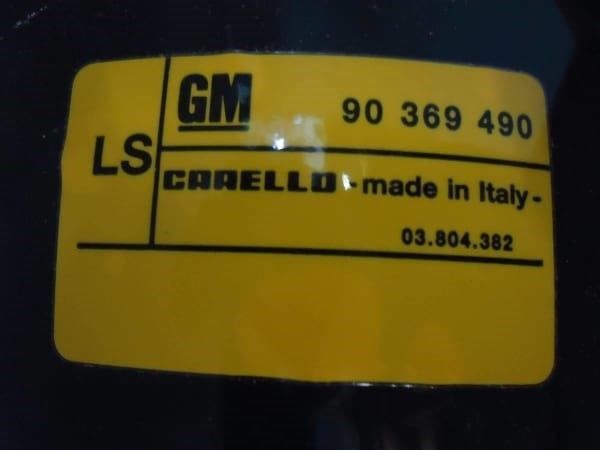 LS
GM 90 369 490
CARELLO - made in Italy -
03.804.382